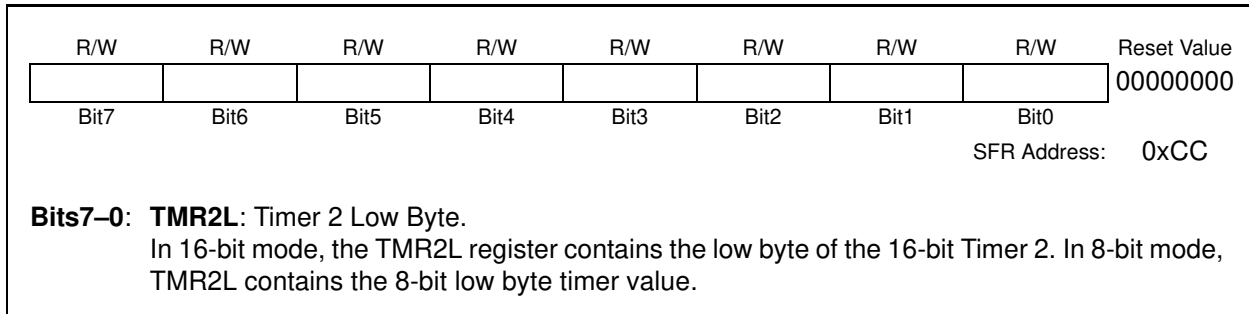 R/W R/W R/W R/W R/W R/W R/W R/W Reset Value
00000000
Bit7 Bit6 Bit5 Bit4 Bit3 Bit2 Bit1 Bit0
SFR Address: 0xCC
Bits7–0: TMR2L: Timer 2 Low Byte.
In 16-bit mode, the TMR2L register contains the low byte of the 16-bit Timer 2. In 8-bit mode,
TMR2L contains the 8-bit low byte timer value.